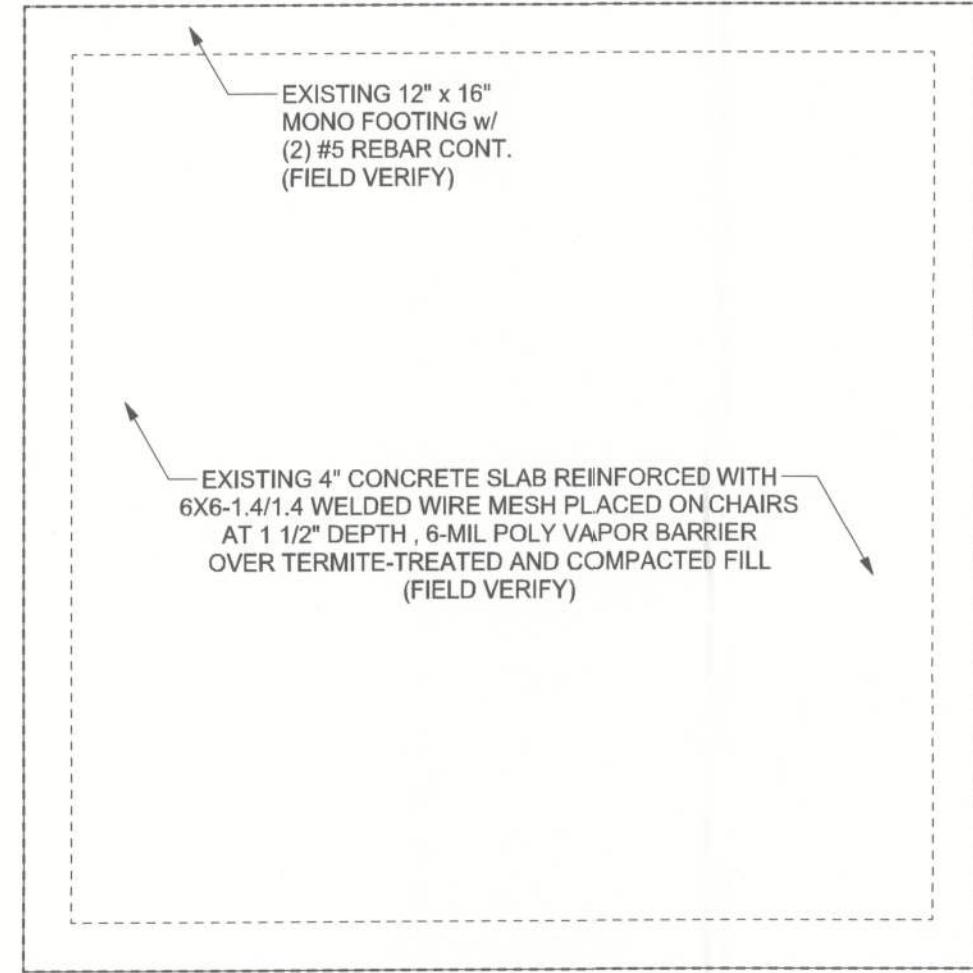 EXISTING 12" x 16"
MONO FOOTING w/
(2) #5 REBAR CONT.
(FIELD VERIFY)
EXISTING 4" CONCRETE SLAB REINFORCED WITH
6X6-1.4/1.4 WELDED WIRE MESH PLACED ON CHAIRS
AT 1 1/2" DEPTH , 6-MIL POLY VAPOR BARRIER
OVER TERMITE-TREATED AND COMPACTED FILL
(FIELD VERIFY)